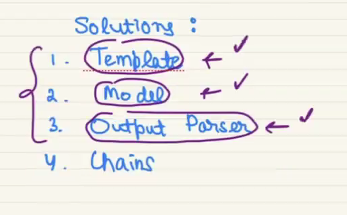 Solutions :
1. Template
2. Model
3. Output Parser
4. Chains